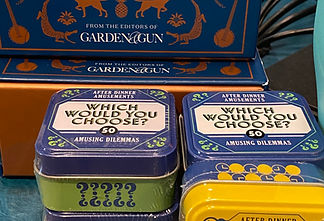 FROM THE EDITORS OF
GARDEN & GUN
FROM THE EDITORS OF
GARDEN & GUN
AFTER DINNER
AMUSEMENTS
WHICH
WOULD YOU
CHOOSE?
50
AMUSING DILEMMAS
?????
AFTER DINNER
AMUSEMENTS
WHICH
WOULD YOU
CHOOSE?
50
AMUSING DILEMMAS
AFTER DINNER